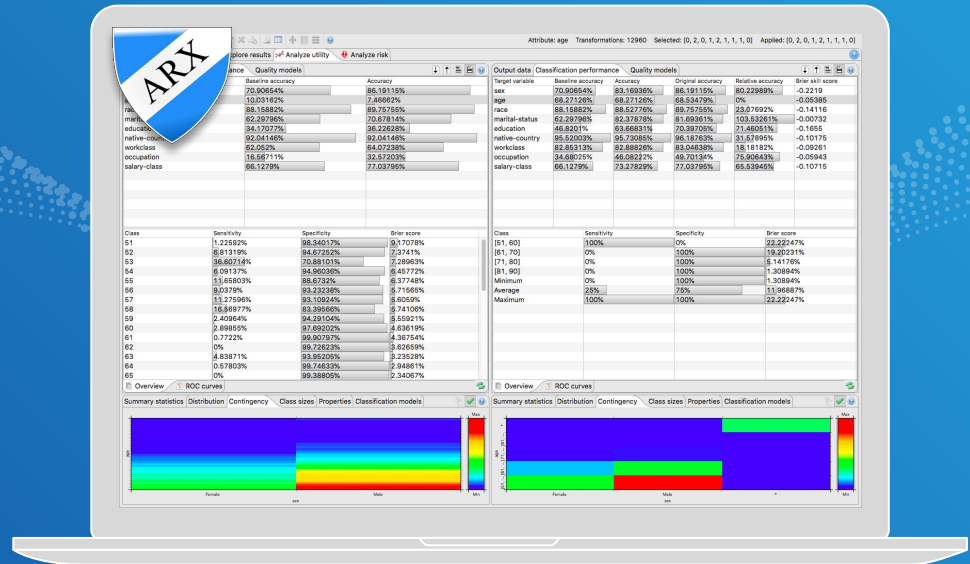 ARX
Attribute: age Transformations: 12960 Selected: [0, 2, 0, 1, 2, 1, 1, 1, 0] Applied: [0, 2, 0, 1, 2, 1, 1, 1, 0]
plore results Analyze utility Analyze risk
ance Quality models
Output data Classification performance Quality models
Baseline accuracy Accuracy
Target variable Baseline accuracy Accuracy Original accuracy Relative accuracy Brier skill score
70.90654% 86.19115%
sex 70.90654% 83.16936% 86.19115% 80.22989% -0.2219
10.03162% 7.46662%
age 68.27126% 68.27126% 68.53479% 0% -0.05385
race 88.15882% 89.75755%
race 88.15882% 88.52776% 89.75755% 23.07692% -0.14116
marit 62.29796% 70.67814%
marital-status 62.29796% 82.37878% 81.69361% 103.53261% -0.00732
education 34.17077% 36.22628%
education 46.8201% 63.66831% 70.39705% 71.46051% -0.1655
native-coun 92.04146% 92.04146%
native-country 95.52003% 95.73085% 96.18763% 31.57895% -0.10175
workclass 62.052% 64.07238%
workclass 82.85313% 82.88826% 83.04638% 18.18182% -0.09261
occupation 16.56711% 32.57203%
occupation 34.68025% 46.08222% 49.70134% 75.90643% -0.05943
salary-class 66.1279% 77.03795%
salary-class 66.1279% 73.27829% 77.03795% 65.53945% -0.10715
Class Sensitivity Specificity Brier score
51 1.22592% 98.34017% 9.17078%
52 6.81319% 94.67252% 7.3741%
53 36.60714% 70.88101% 7.28963%
54 6.09137% 94.96036% 6.45772%
55 11.65803% 88.6732% 6.37748%
56 9.0379% 93.23238% 5.71565%
57 11.27596% 93.10924% 5.6059%
58 16.56977% 83.39566% 5.74106%
59 2.40964% 94.29104% 5.55921%
60 2.89855% 97.69202% 4.63619%
61 0.7722% 99.90797% 4.36754%
62 0% 99.72623% 3.62659%
63 4.83871% 93.95205% 3.23528%
64 0.57803% 99.74633% 2.94861%
65 0% 99.38805% 2.34067%
Class Sensitivity Specificity Brier score
[51, 60] 100% 0% 22.22247%
[61, 70] 0% 100% 19.20231%
[71, 80] 0% 100% 5.14176%
[81, 90] 0% 100% 1.30894%
Minimum 0% 0% 1.30894%
Average 25% 75% 11.96887%
Maximum 100% 100% 22.22247%
Overview ROC curves
Overview ROC curves
Summary statistics Distribution Contingency Class sizes Properties Classification models
Summary statistics Distribution Contingency Class sizes Properties Classification models
Max
age
Female Male Min
sex
Max
*
age
Female Male * Min
sex